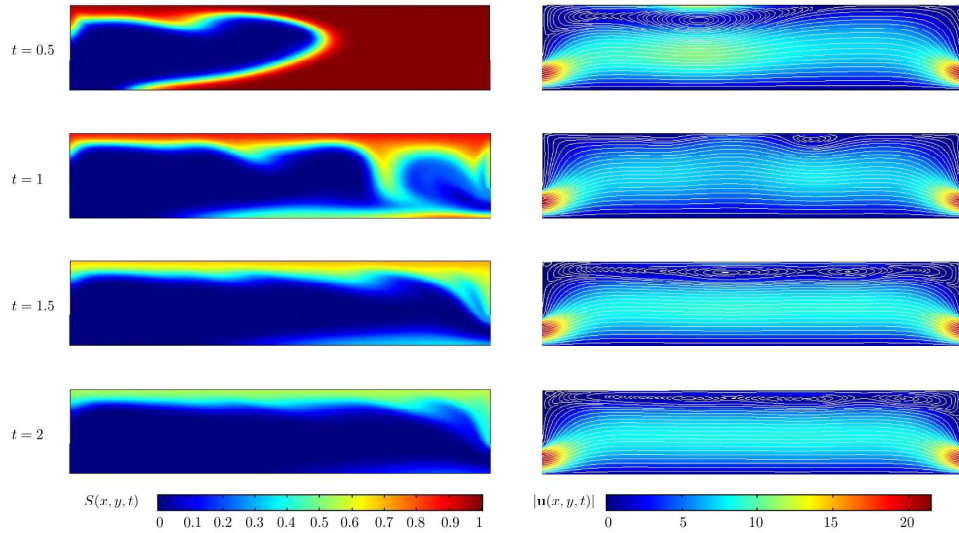 t = 0.5
t = 1
t = 1.5
t = 2
S(x, y, t)
0 0.1 0.2 0.3 0.4 0.5 0.6 0.7 0.8 0.9 1
|u(x, y, t)|
0 5 10 15 20